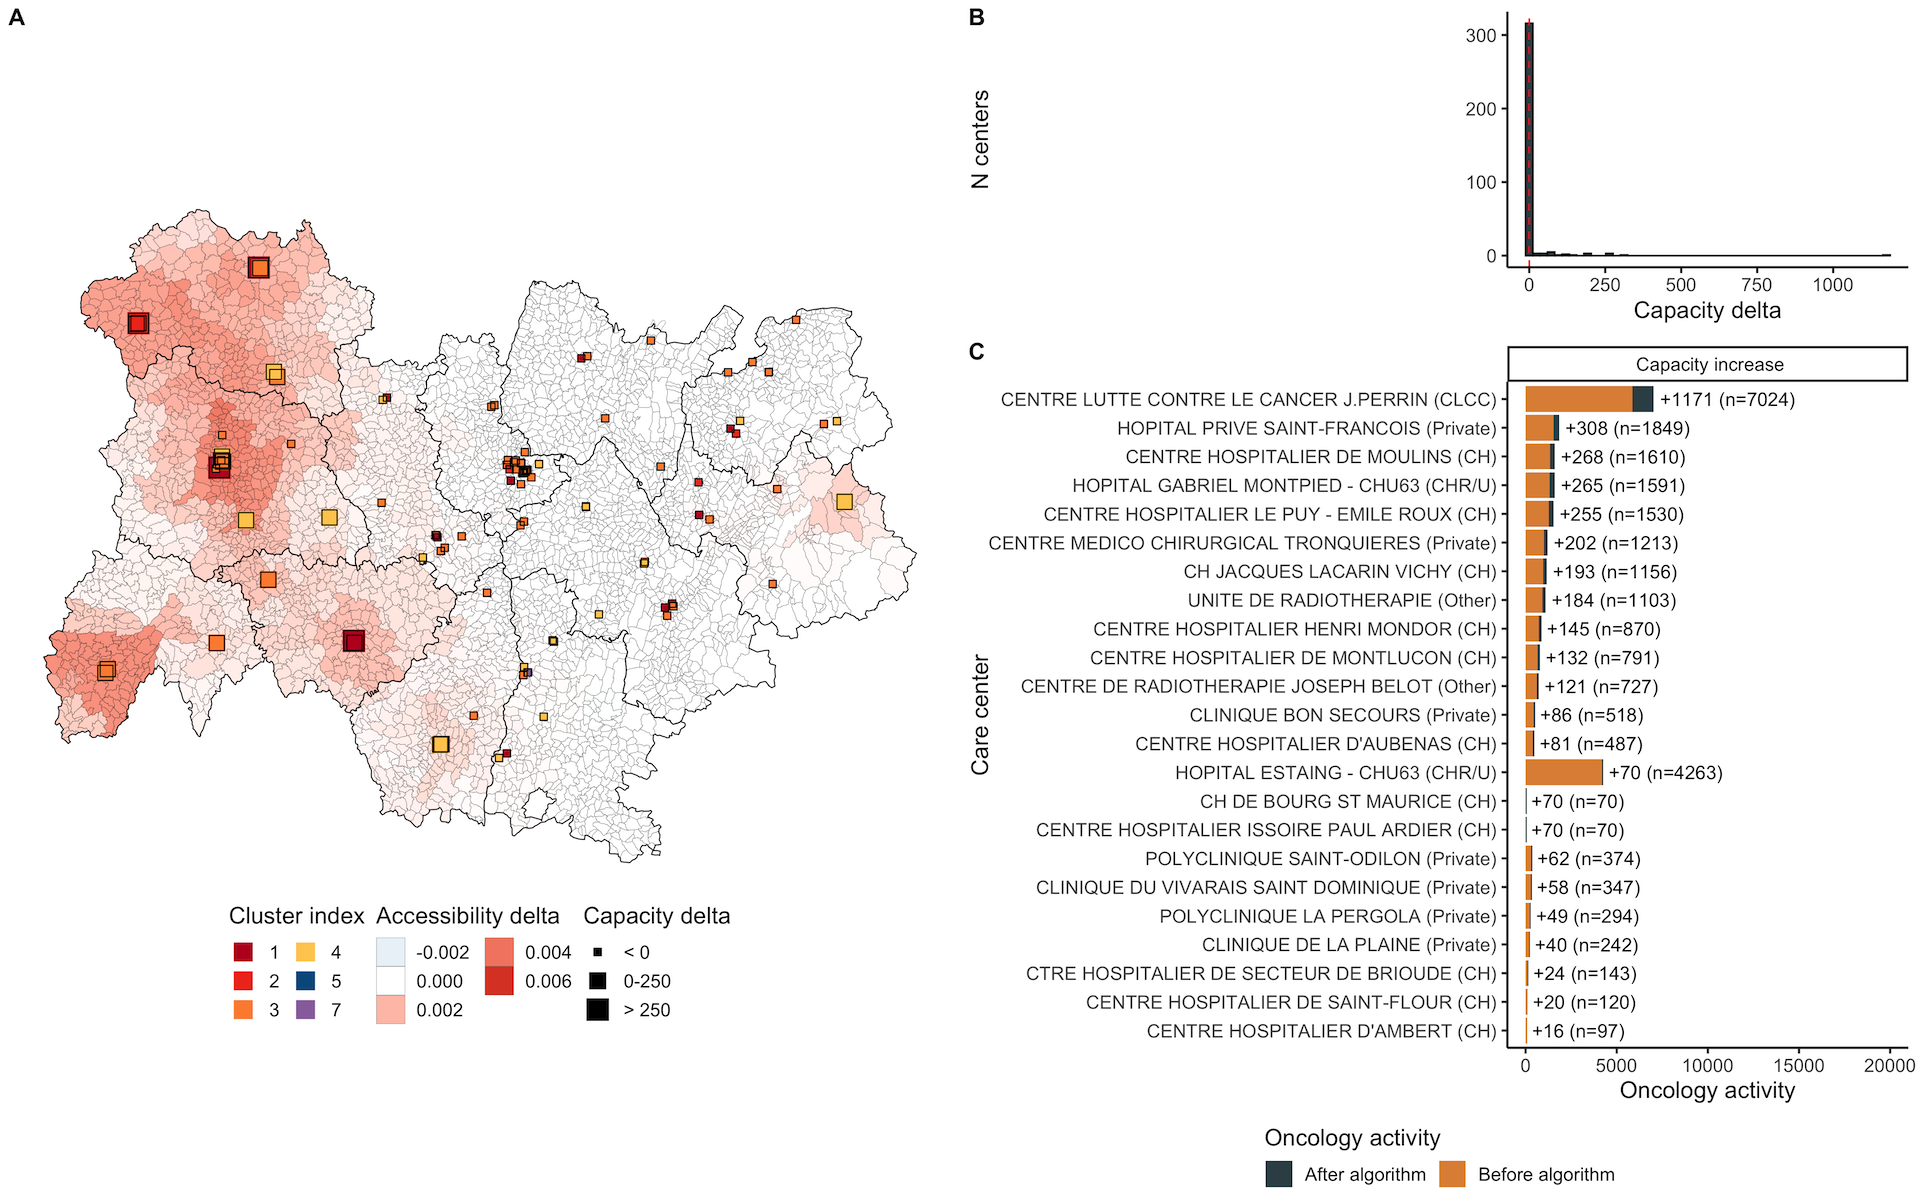 A
B
300
200
100
0
N centers
0 250 500 750 1000
Capacity delta
C
Capacity increase
Care center
CENTRE LUTTE CONTRE LE CANCER J.PERRIN (CLCC) +1171 (n=7024)
HOPITAL PRIVE SAINT-FRANCOIS (Private) +308 (n=1849)
CENTRE HOSPITALIER DE MOULINS (CH) +268 (n=1610)
HOPITAL GABRIEL MONTPIED - CHU63 (CHR/U) +265 (n=1591)
CENTRE HOSPITALIER LE PUY - EMILE ROUX (CH) +255 (n=1530)
CENTRE MEDICO CHIRURGICAL TRONQUIERES (Private) +202 (n=1213)
CH JACQUES LACARIN VICHY (CH) +193 (n=1156)
UNITE DE RADIOTHERAPIE (Other) +184 (n=1103)
CENTRE HOSPITALIER HENRI MONDOR (CH) +145 (n=870)
CENTRE HOSPITALIER DE MONTLUCON (CH) +132 (n=791)
CENTRE DE RADIOTHERAPIE JOSEPH BELOT (Other) +121 (n=727)
CLINIQUE BON SECOURS (Private) +86 (n=518)
CENTRE HOSPITALIER D'AUBENAS (CH) +81 (n=487)
HOPITAL ESTAING - CHU63 (CHR/U) +70 (n=4263)
CH DE BOURG ST MAURICE (CH) +70 (n=70)
CENTRE HOSPITALIER ISSOIRE PAUL ARDIER (CH) +70 (n=70)
POLYCLINIQUE SAINT-ODILON (Private) +62 (n=374)
CLINIQUE DU VIVARAIS SAINT DOMINIQUE (Private) +58 (n=347)
POLYCLINIQUE LA PERGOLA (Private) +49 (n=294)
CLINIQUE DE LA PLAINE (Private) +40 (n=242)
CTRE HOSPITALIER DE SECTEUR DE BRIOUDE (CH) +24 (n=143)
CENTRE HOSPITALIER DE SAINT-FLOUR (CH) +20 (n=120)
CENTRE HOSPITALIER D'AMBERT (CH) +16 (n=97)
0 5000 10000 15000 20000
Oncology activity
Oncology activity
After algorithm Before algorithm
Cluster index Accessibility delta Capacity delta
1 4 -0.002 0.004 < 0
2 5 0.000 0.006 0-250
3 7 0.002 > 250